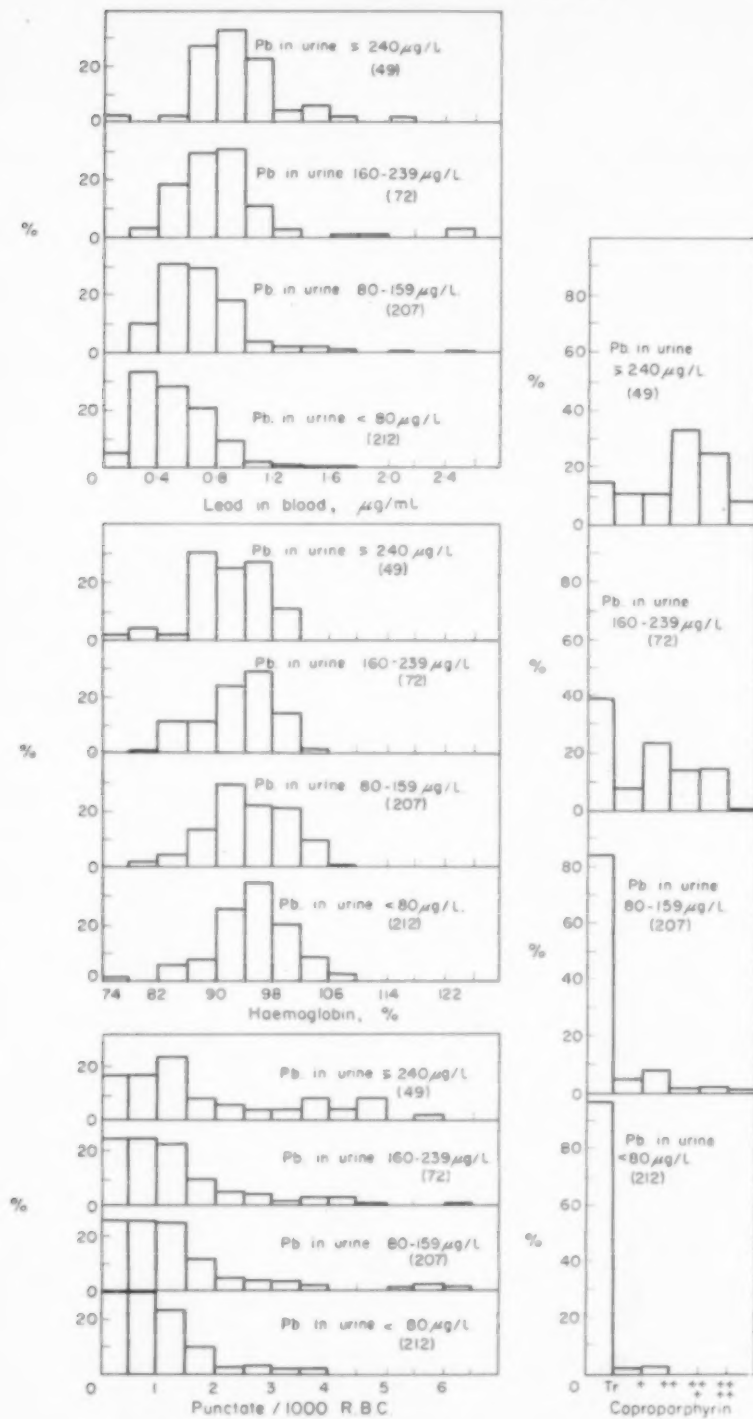 Pb in urine ≤ 240 μg/L
(49)
20
0
Pb. in urine 160-239 μg/L
(72)
20
0
%
Pb in urine 80-159 μg/L.
(207)
20
0
Pb. in urine < 80 μg/L
(212)
20
0
0·4 0·8 1·2 1·6 2·0 2·4
Lead in blood, μg/mL
Pb in urine ≤ 240 μg/L
(49)
20
0
Pb in urine 160-239 μg/L
(72)
20
0
%
Pb in urine 80-159 μg/L.
(207)
20
0
Pb. in urine < 80 μg/L.
(212)
20
0
74 82 90 98 106 114 122
Haemoglobin, %
Pb. in urine ≤ 240 μg/L
(49)
20
0
Pb. in urine 160-239 μg/L
(72)
20
0
%
Pb in urine 80-159 μg/L
(207)
20
0
Pb in urine < 80 μg/L
(212)
20
0 1 2 3 4 5 6
Punctate / 1000 R.B.C.
80
60
40
20
0
%
Pb. in urine
≤ 240 μg/L
(49)
80
60
40
20
0
%
Pb. in urine
160-239 μg/L
(72)
80
60
40
20
0
%
Pb in urine
80-159 μg/L
(207)
80
60
40
20
0
%
Pb in urine
< 80 μg/L
(212)
Tr + ++ +++ ++++
Coproporphyrin